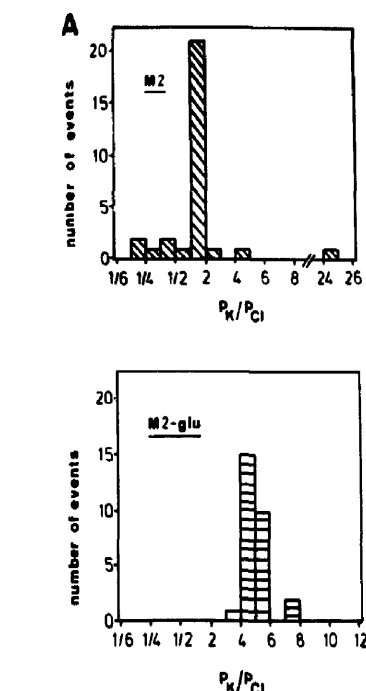 A
M2
20
15
10
5
0
number of events
1/6 1/4 1/2 2 4 6 8 // 24 26
PK/PCl
M2-glu
20
15
10
5
0
number of events
1/6 1/4 1/2 2 4 6 8 10 12
PK/PCl